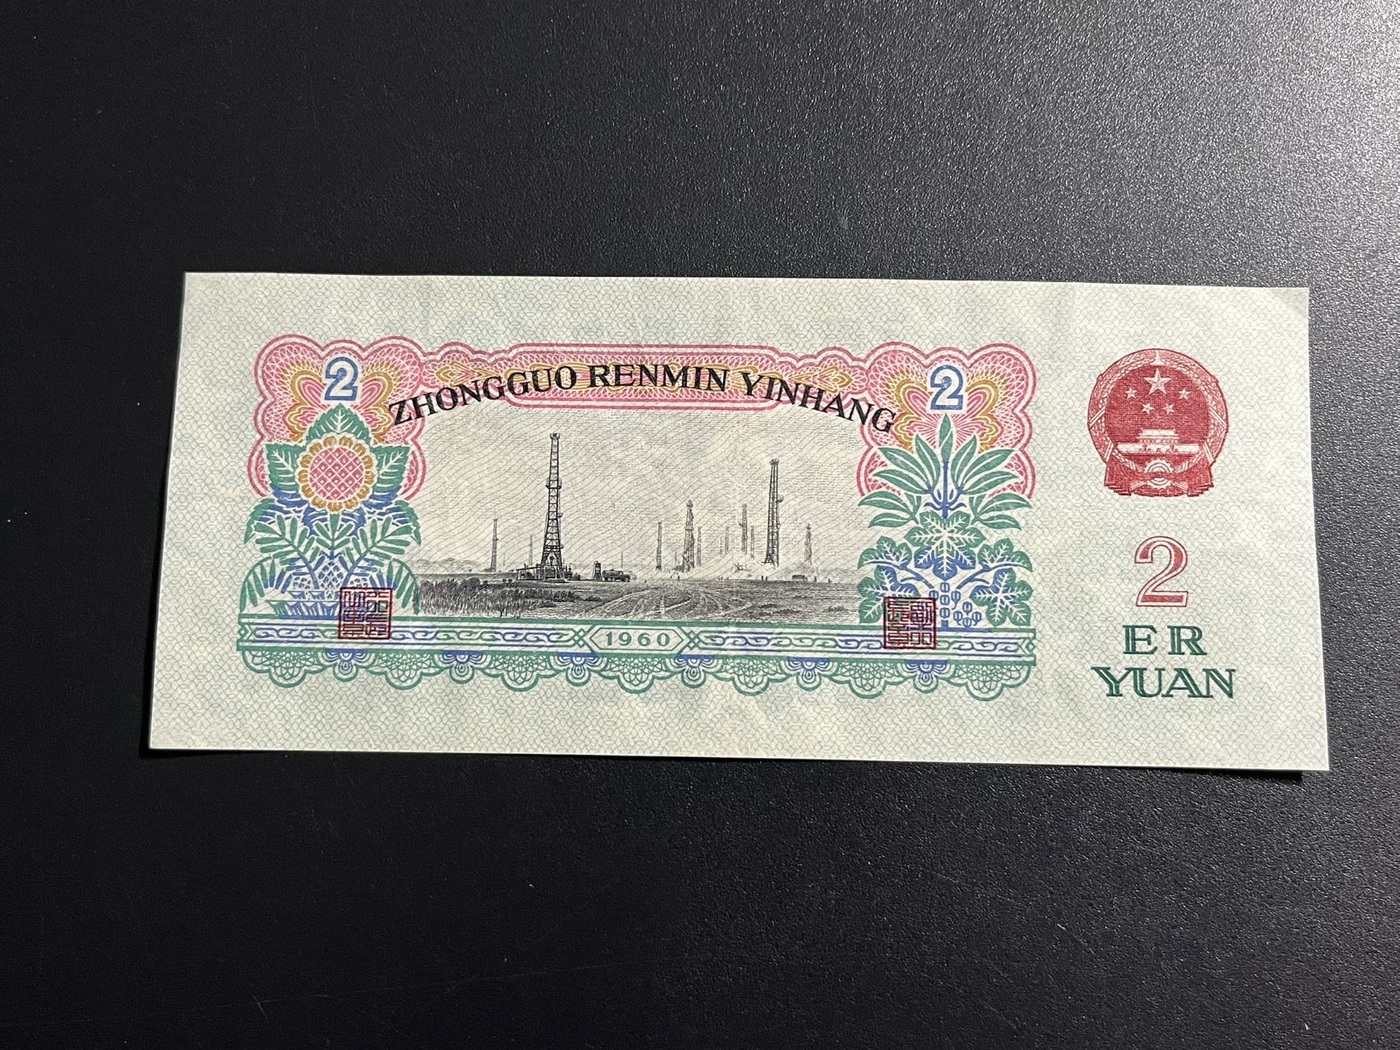 2
ZHONGGUO RENMIN YINHANG
2
1960
2
ER
YUAN